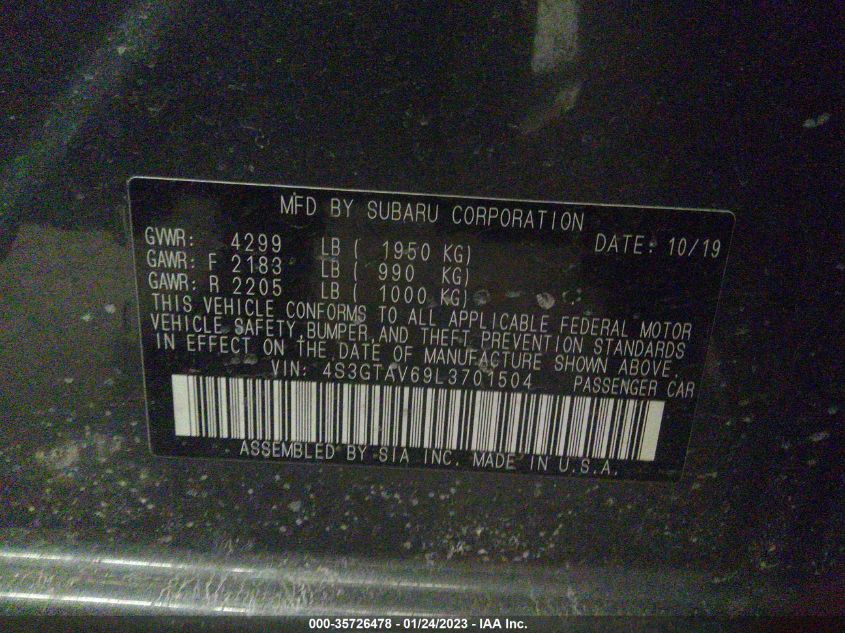 MFD BY SUBARU CORPORATION
DATE: 10/19
GVWR: 4299 LB ( 1950 KG)
GAWR: F 2183 LB ( 990 KG)
GAWR: R 2205 LB ( 1000 KG)
THIS VEHICLE CONFORMS TO ALL APPLICABLE FEDERAL MOTOR
VEHICLE SAFETY,BUMPER,AND THEFT PREVENTION STANDARDS
IN EFFECT ON THE DATE OF MANUFACTURE SHOWN ABOVE.
VIN: 4S3GTAV69L3701504 PASSENGER CAR
ASSEMBLED BY SIA INC. MADE IN U.S.A.
000-35726478 - 01/24/2023 - IAA Inc.